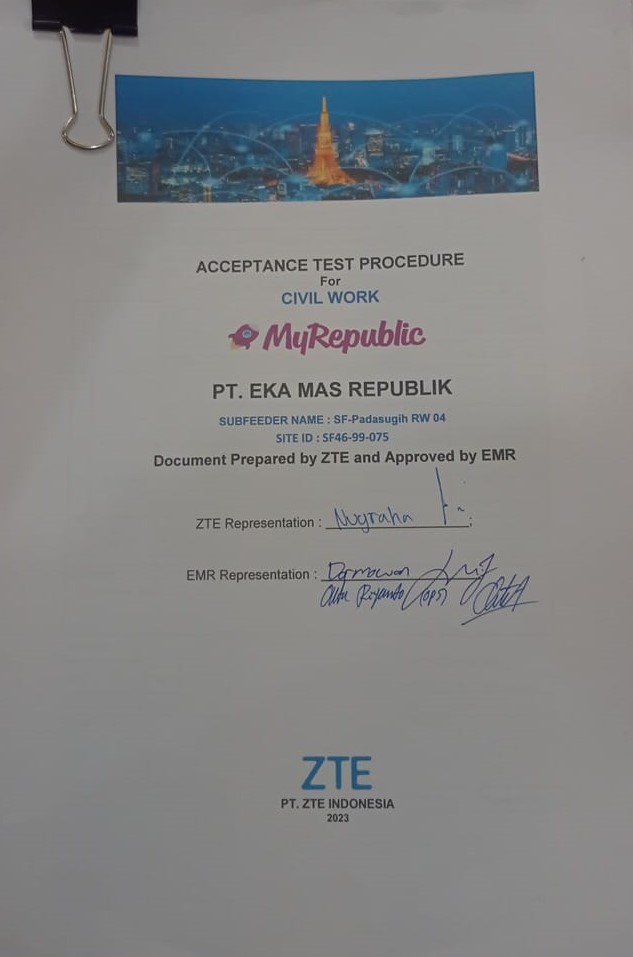 ACCEPTANCE TEST PROCEDURE
For
CIVIL WORK
MyRepublic
PT. EKA MAS REPUBLIK
SUBFEEDER NAME : SF-Padasugih RW 04
SITE ID : SF46-99-075
Document Prepared by ZTE and Approved by EMR
ZTE Representation : Nugraha ;
EMR Representation : Darmawan
Riyanto (OPS)
ZTE
PT. ZTE INDONESIA
2023